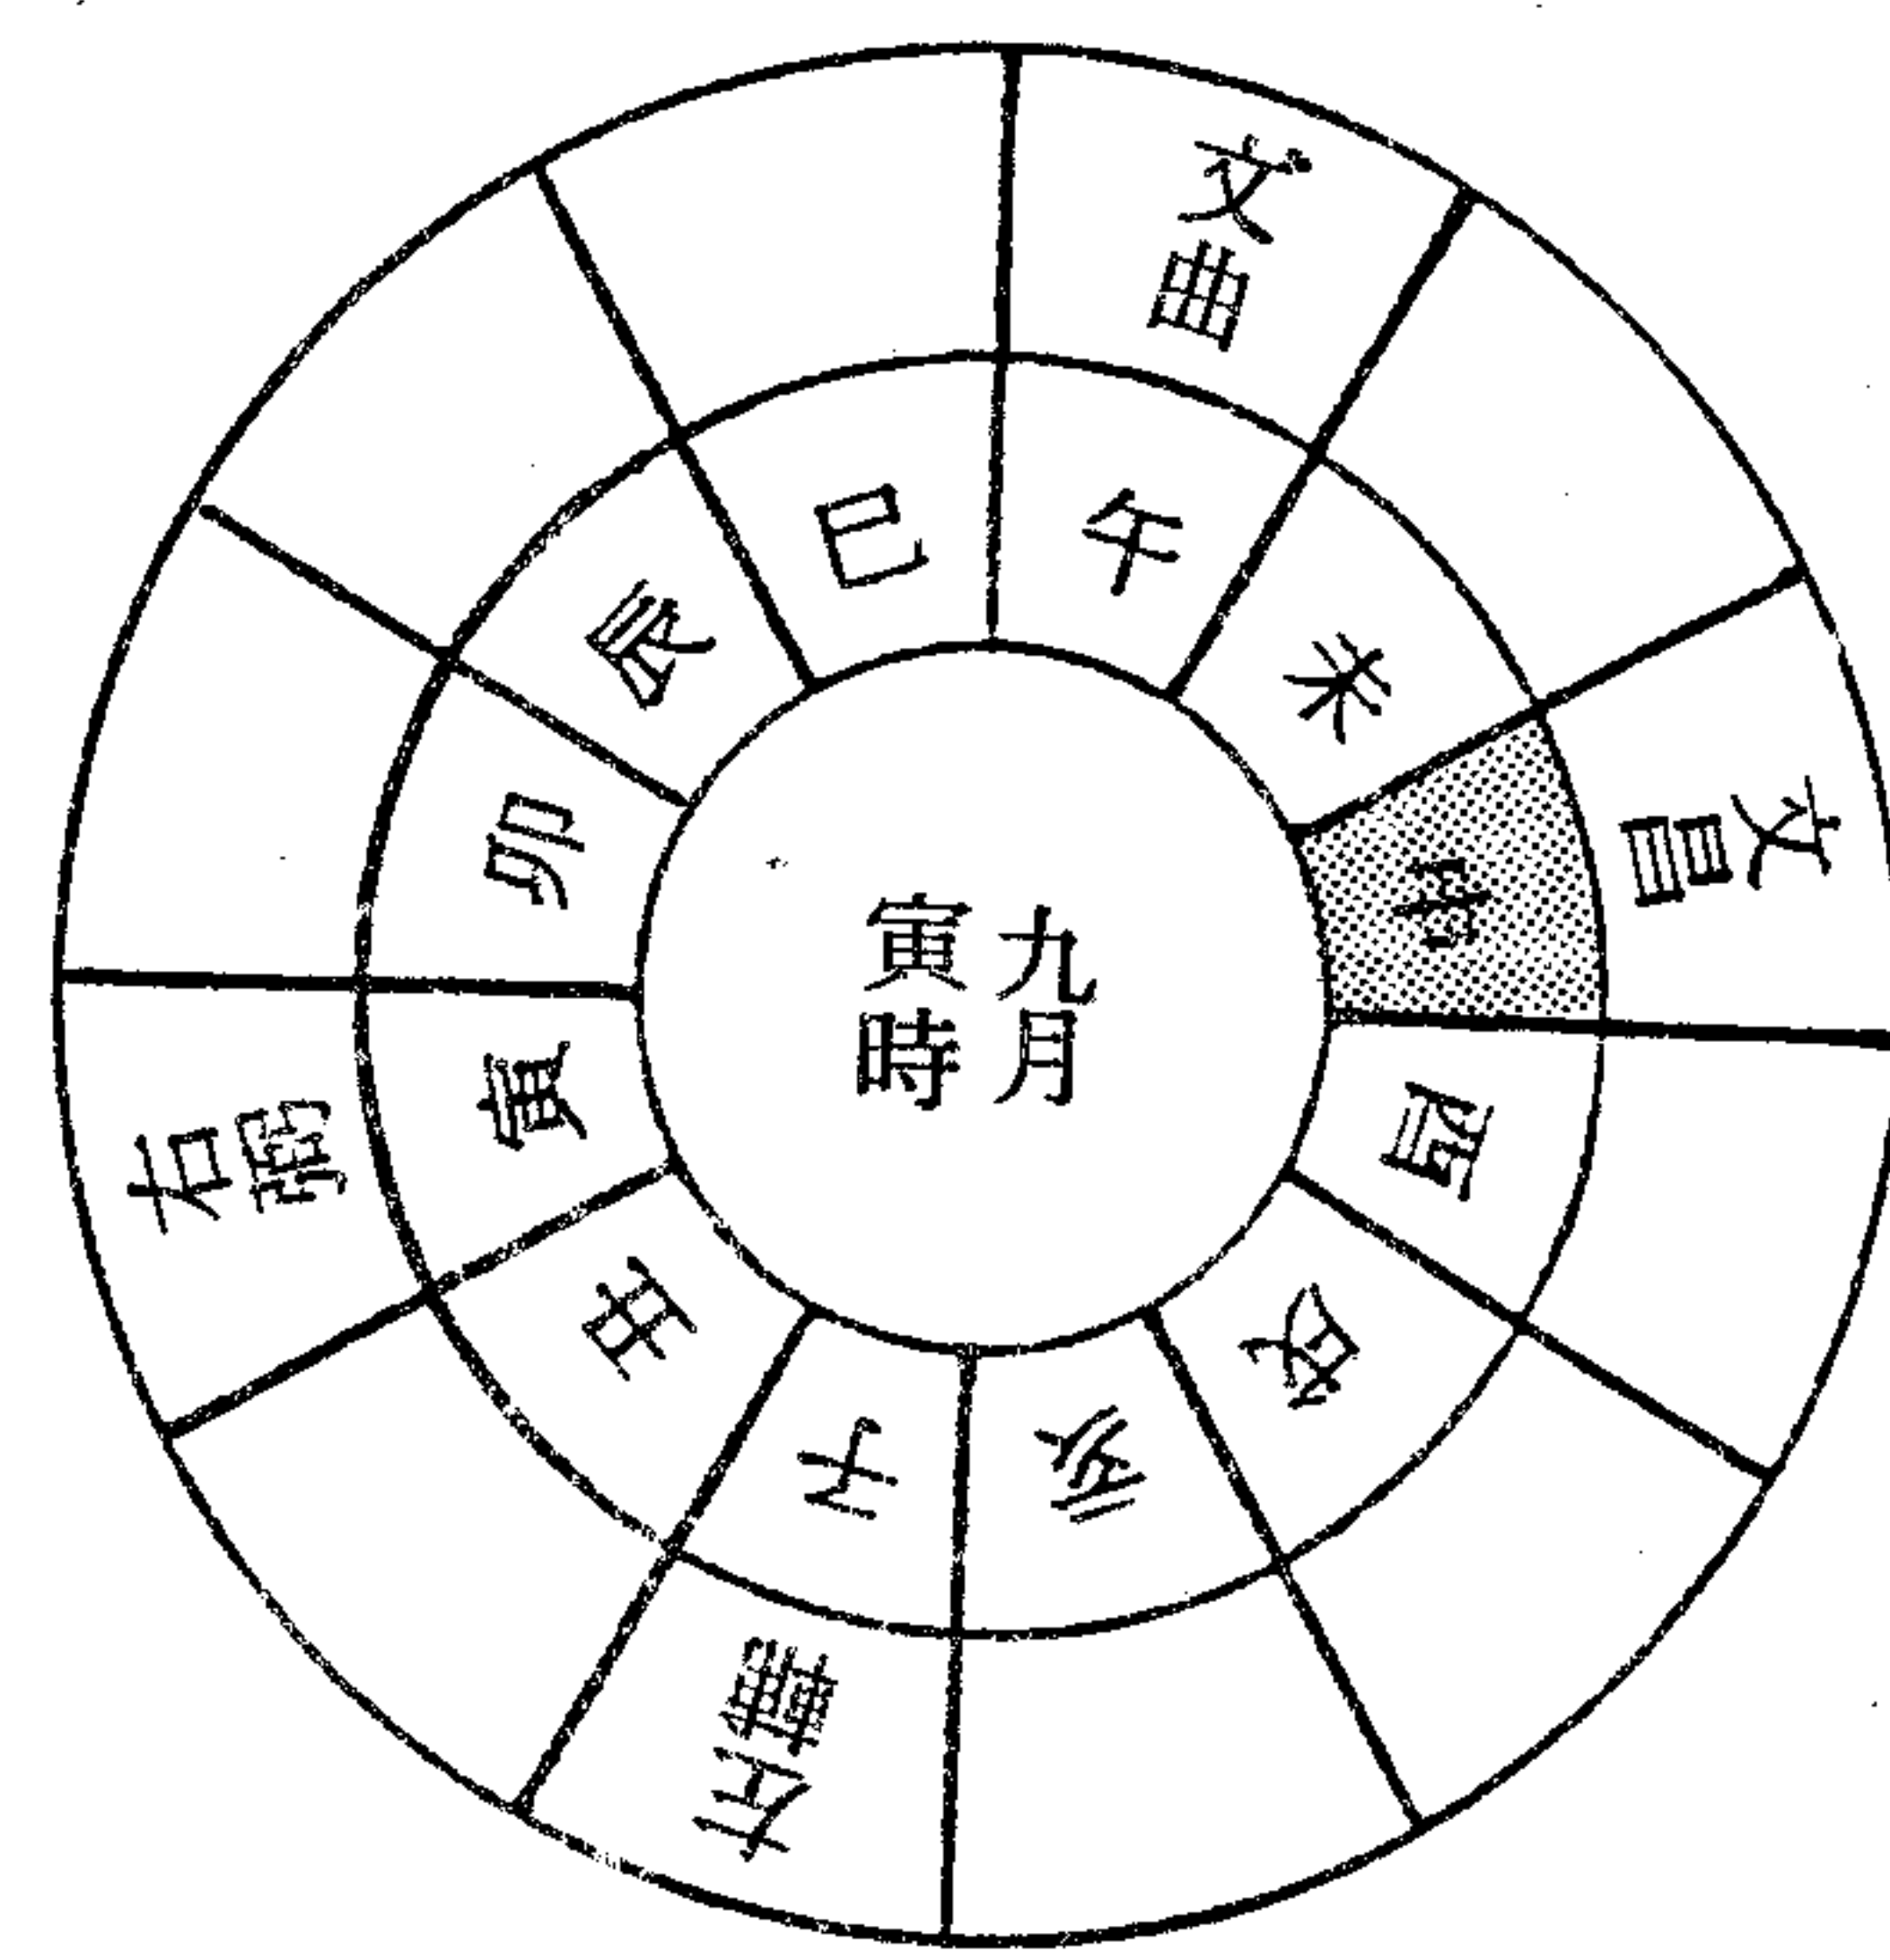 九月
寅時
子
丑
寅
卯
辰
巳
午
未
申
酉
戌
亥
左輔
右弼
文曲
文昌